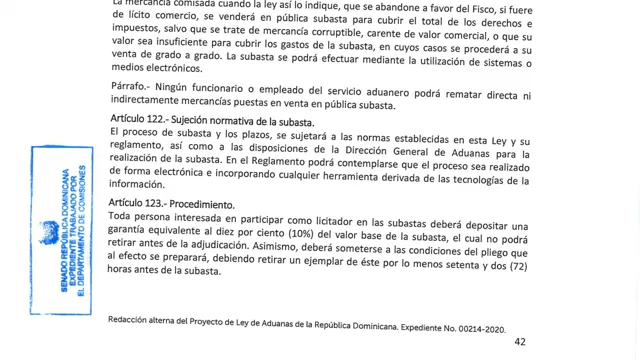 La mercancía comisada cuando la ley así lo indique, que se abandone a favor del Fisco, si fuere
de lícito comercio, se venderá en pública subasta para cubrir el total de los derechos e
impuestos, salvo que se trate de mercancía corruptible, carente de valor comercial, o que su
valor sea insuficiente para cubrir los gastos de la subasta, en cuyos casos se procederá a su
venta de grado a grado. La subasta se podrá efectuar mediante la utilización de sistemas o
medios electrónicos.
Párrafo.- Ningún funcionario o empleado del servicio aduanero podrá rematar directa ni
indirectamente mercancías puestas en venta en pública subasta.
Artículo 122.- Sujeción normativa de la subasta.
El proceso de subasta y los plazos, se sujetará a las normas establecidas en esta Ley y su
reglamento, así como a las disposiciones de la Dirección General de Aduanas para la
realización de la subasta. En el Reglamento podrá contemplarse que el proceso sea realizado
de forma electrónica e incorporando cualquier herramienta derivada de las tecnologías de la
información.
Artículo 123.- Procedimiento.
Toda persona interesada en participar como licitador en las subastas deberá depositar una
garantía equivalente al diez por ciento (10%) del valor base de la subasta, el cual no podrá
retirar antes de la adjudicación. Asimismo, deberá someterse a las condiciones del pliego que
al efecto se preparará, debiendo retirar un ejemplar de éste por lo menos setenta y dos (72)
horas antes de la subasta.
SENADO REPÚBLICA DOMINICANA
EXPEDIENTE TRABAJADO POR
EL DEPARTAMENTO DE COMISIONES
Redacción alterna del Proyecto de Ley de Aduanas de la República Dominicana. Expediente No. 00214-2020.
42